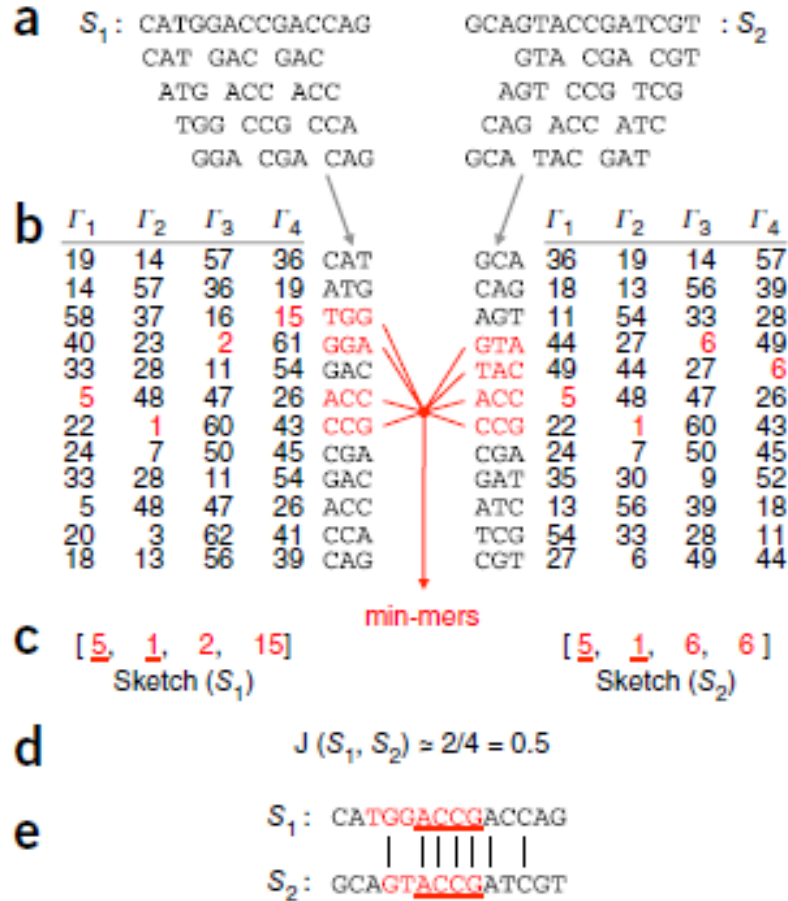 a S1: CATGGACCGACCAG GCAGTACCGATCGT :S2
CAT GAC GAC GTA CGA CGT
ATG ACC ACC AGT CCG TCG
TGG CCG CCA CAG ACC ATC
GGA CGA CAG GCA TAC GAT
b Γ1 Γ2 Γ3 Γ4 Γ1 Γ2 Γ3 Γ4
19 14 57 36 CAT GCA 36 19 14 57
14 57 36 19 ATG CAG 18 13 56 39
58 37 16 15 TGG AGT 11 54 33 28
40 23 2 61 GGA GTA 44 27 6 49
33 28 11 54 GAC TAC 49 44 27 6
5 48 47 26 ACC ACC 5 48 47 26
22 1 60 43 CCG CCG 22 1 60 43
24 7 50 45 CGA CGA 24 7 50 45
33 28 11 54 GAC GAT 35 30 9 52
5 48 47 26 ACC ATC 13 56 39 18
20 3 62 41 CCA TCG 54 33 28 11
18 13 56 39 CAG CGT 27 6 49 44
min-mers
c [ 5, 1, 2, 15] [ 5, 1, 6, 6 ]
Sketch (S1) Sketch (S2)
d J (S1, S2) ≃ 2/4 = 0.5
e S1: CATGGACCGACCAG
S2: GCAGTACCGATCGT